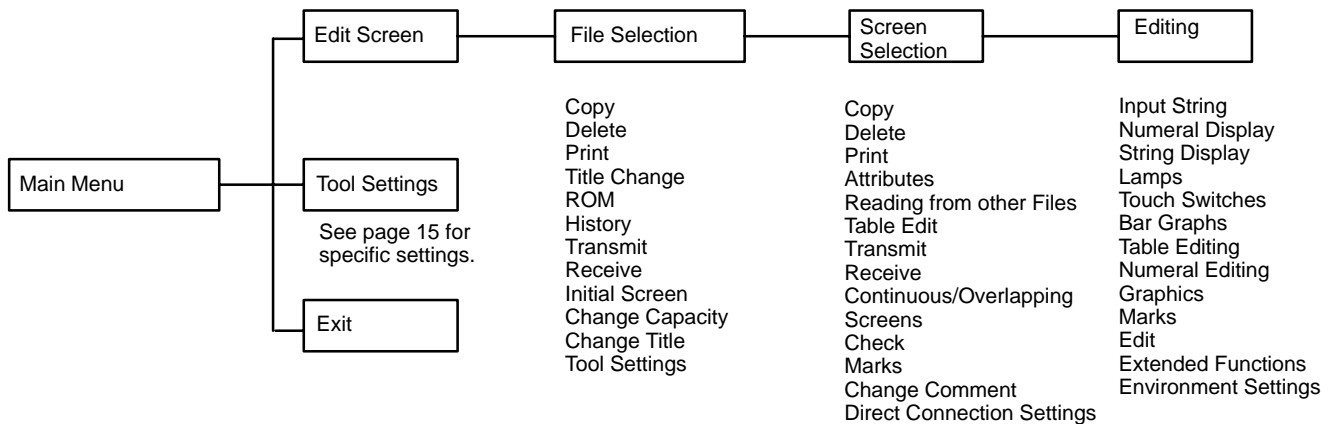 Edit Screen
File Selection
Screen
Selection
Editing
Main Menu
Tool Settings
See page 15 for
specific settings.
Exit
Copy
Delete
Print
Title Change
ROM
History
Transmit
Receive
Initial Screen
Change Capacity
Change Title
Tool Settings
Copy
Delete
Print
Attributes
Reading from other Files
Table Edit
Transmit
Receive
Continuous/Overlapping
Screens
Check
Marks
Change Comment
Direct Connection Settings
Input String
Numeral Display
String Display
Lamps
Touch Switches
Bar Graphs
Table Editing
Numeral Editing
Graphics
Marks
Edit
Extended Functions
Environment Settings